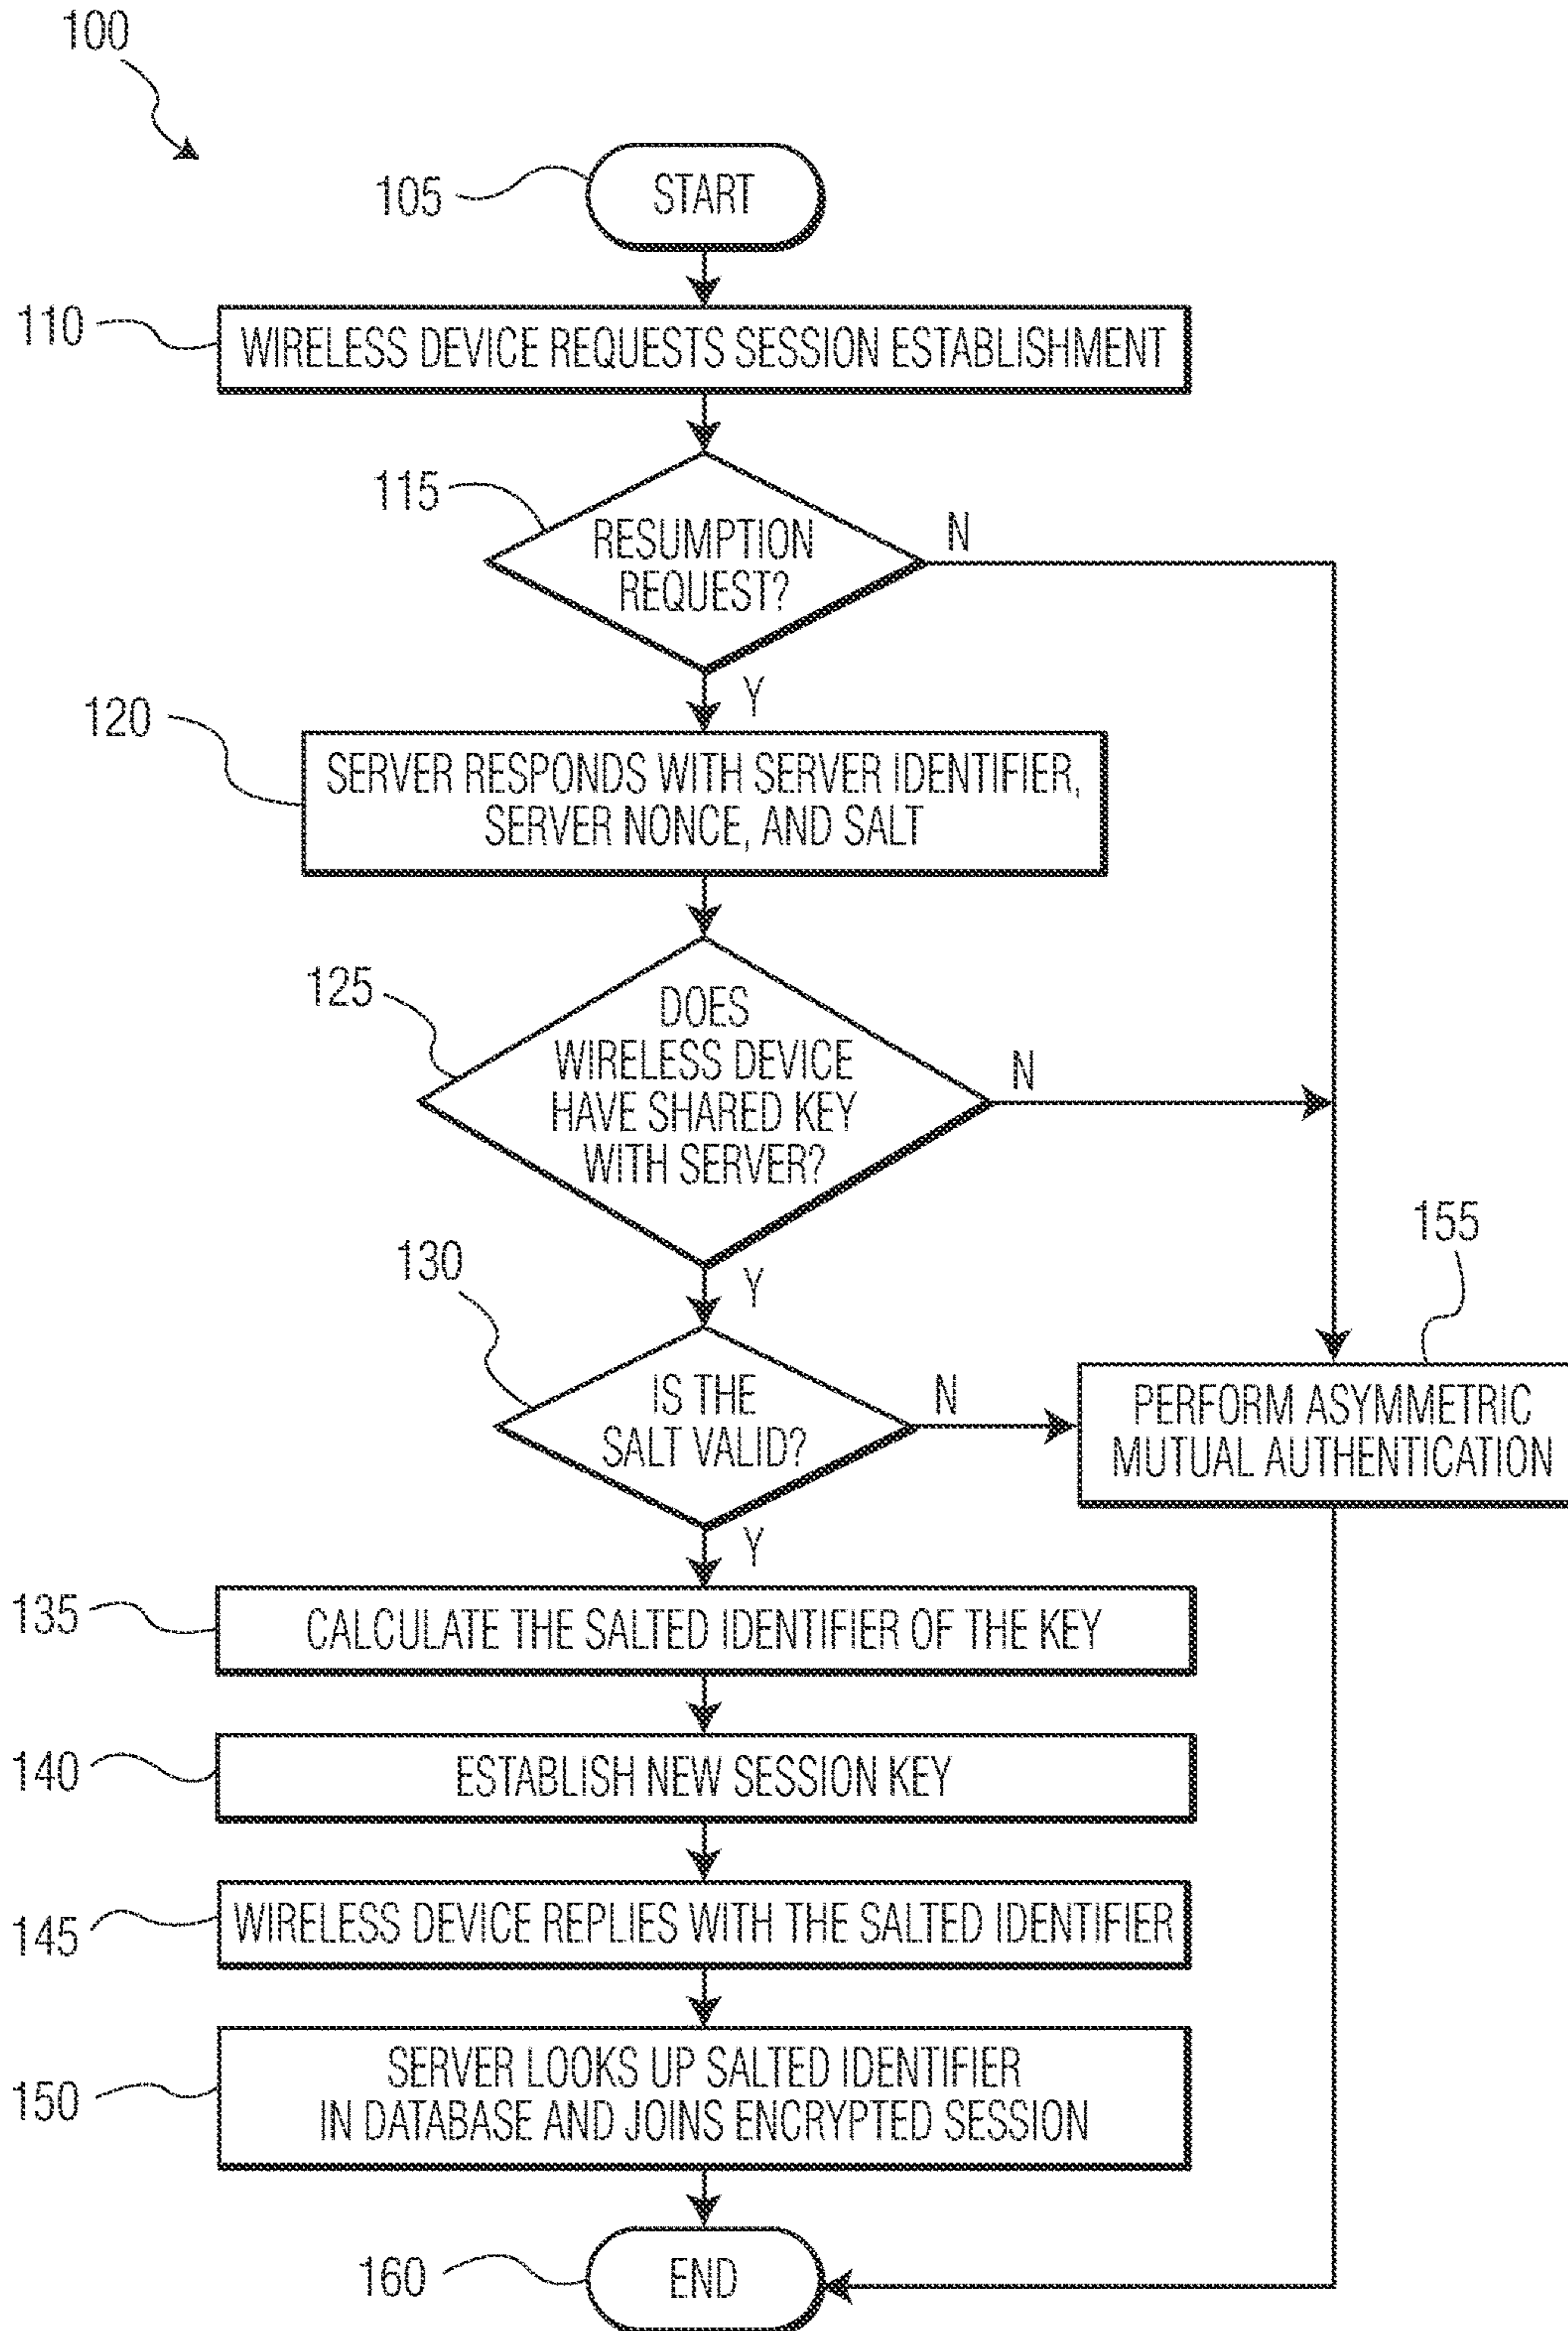 100
105
START
110
WIRELESS DEVICE REQUESTS SESSION ESTABLISHMENT
115
RESUMPTION
REQUEST?
N
Y
120
SERVER RESPONDS WITH SERVER IDENTIFIER,
SERVER NONCE, AND SALT
125
DOES
WIRELESS DEVICE
HAVE SHARED KEY
WITH SERVER?
N
Y
130
IS THE
SALT VALID?
N
Y
155
PERFORM ASYMMETRIC
MUTUAL AUTHENTICATION
135
CALCULATE THE SALTED IDENTIFIER OF THE KEY
140
ESTABLISH NEW SESSION KEY
145
WIRELESS DEVICE REPLIES WITH THE SALTED IDENTIFIER
150
SERVER LOOKS UP SALTED IDENTIFIER
IN DATABASE AND JOINS ENCRYPTED SESSION
160
END